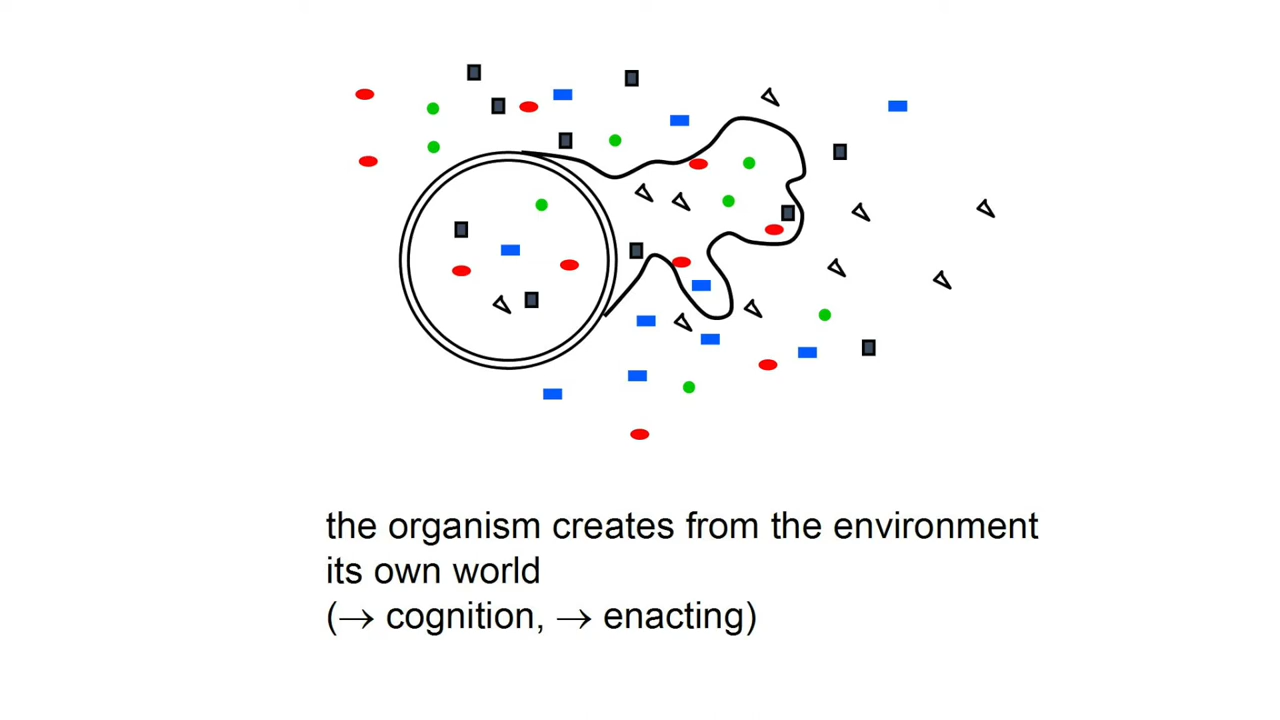 the organism creates from the environment
its own world
(→ cognition, → enacting)